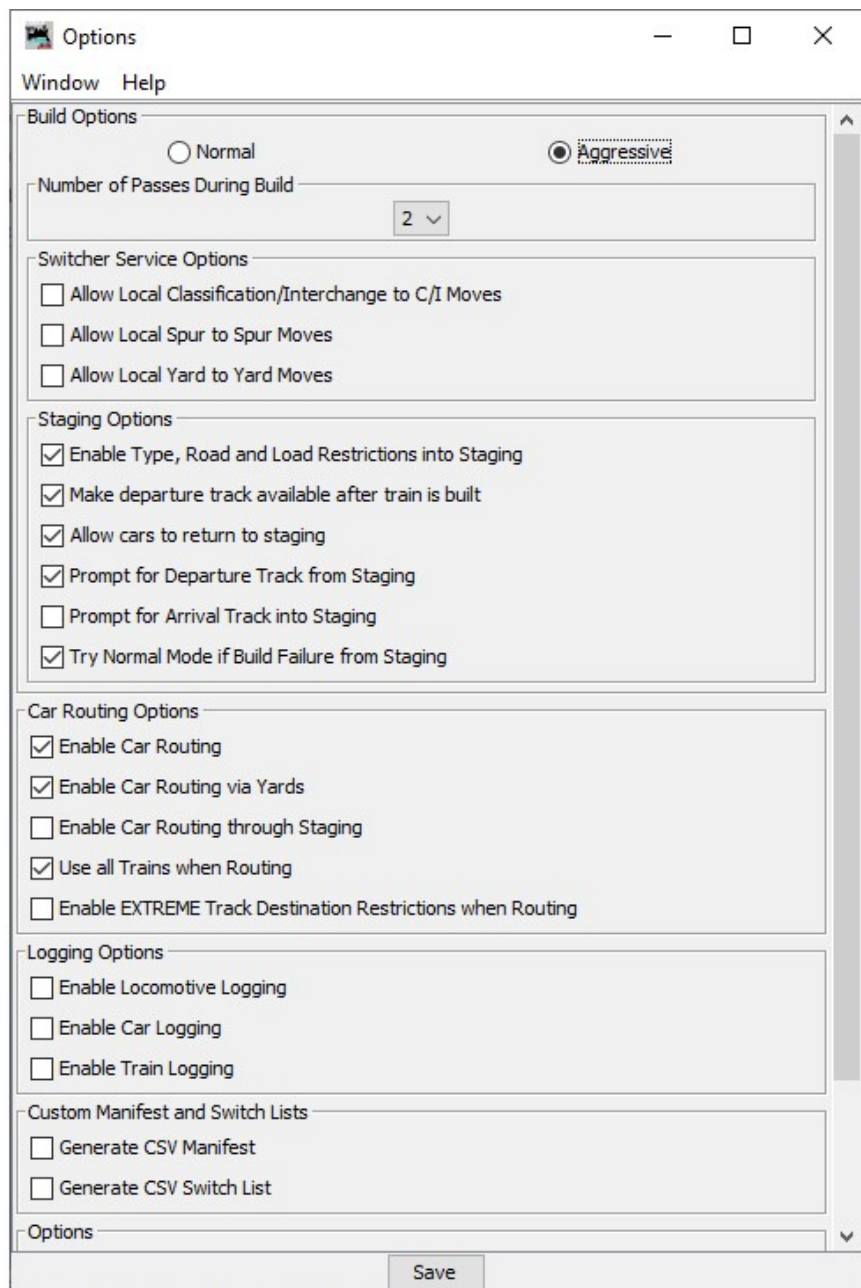 Options
Window Help
Build Options
Normal Aggressive
Number of Passes During Build
2
Switcher Service Options
Allow Local Classification/Interchange to C/I Moves
Allow Local Spur to Spur Moves
Allow Local Yard to Yard Moves
Staging Options
Enable Type, Road and Load Restrictions into Staging
Make departure track available after train is built
Allow cars to return to staging
Prompt for Departure Track from Staging
Prompt for Arrival Track into Staging
Try Normal Mode if Build Failure from Staging
Car Routing Options
Enable Car Routing
Enable Car Routing via Yards
Enable Car Routing through Staging
Use all Trains when Routing
Enable EXTREME Track Destination Restrictions when Routing
Logging Options
Enable Locomotive Logging
Enable Car Logging
Enable Train Logging
Custom Manifest and Switch Lists
Generate CSV Manifest
Generate CSV Switch List
Options
Save